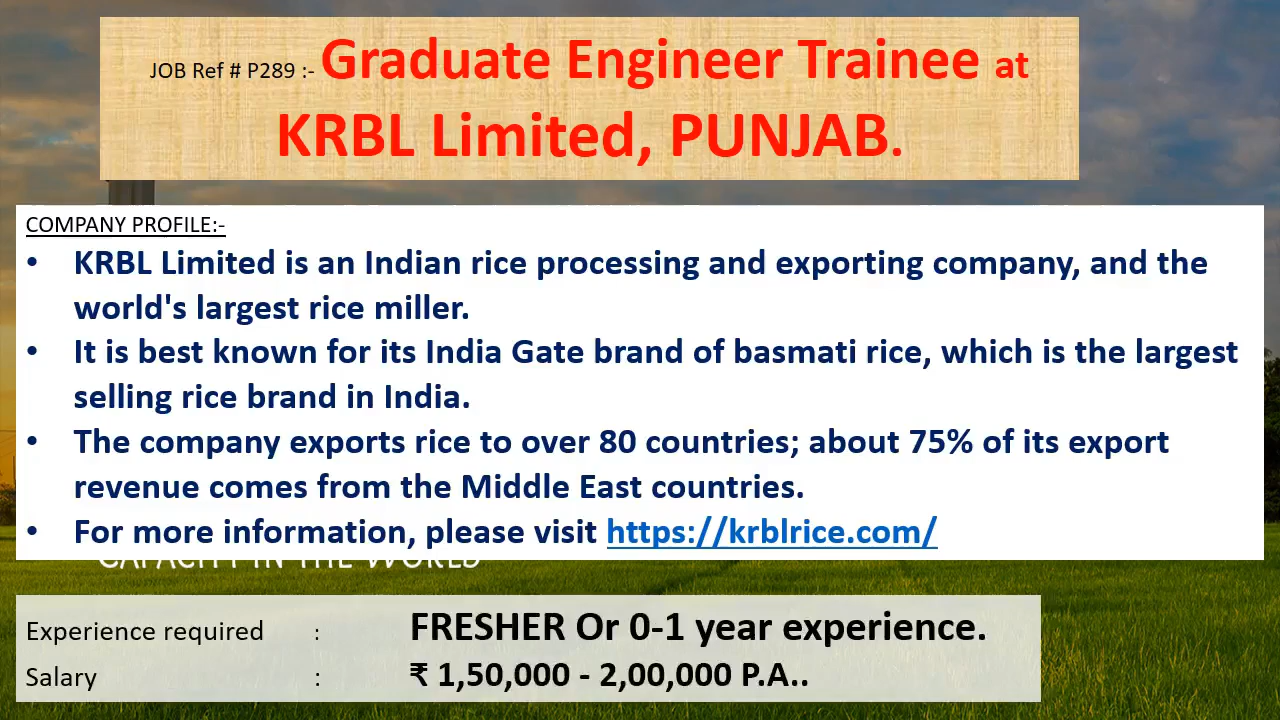 JOB Ref # P289 :- Graduate Engineer Trainee at
KRBL Limited, PUNJAB.
COMPANY PROFILE:-
• KRBL Limited is an Indian rice processing and exporting company, and the
world's largest rice miller.
• It is best known for its India Gate brand of basmati rice, which is the largest
selling rice brand in India.
• The company exports rice to over 80 countries; about 75% of its export
revenue comes from the Middle East countries.
• For more information, please visit https://krblrice.com/
CAPACITY IN THE WORLD
Experience required : FRESHER Or 0-1 year experience.
Salary : ₹ 1,50,000 - 2,00,000 P.A..